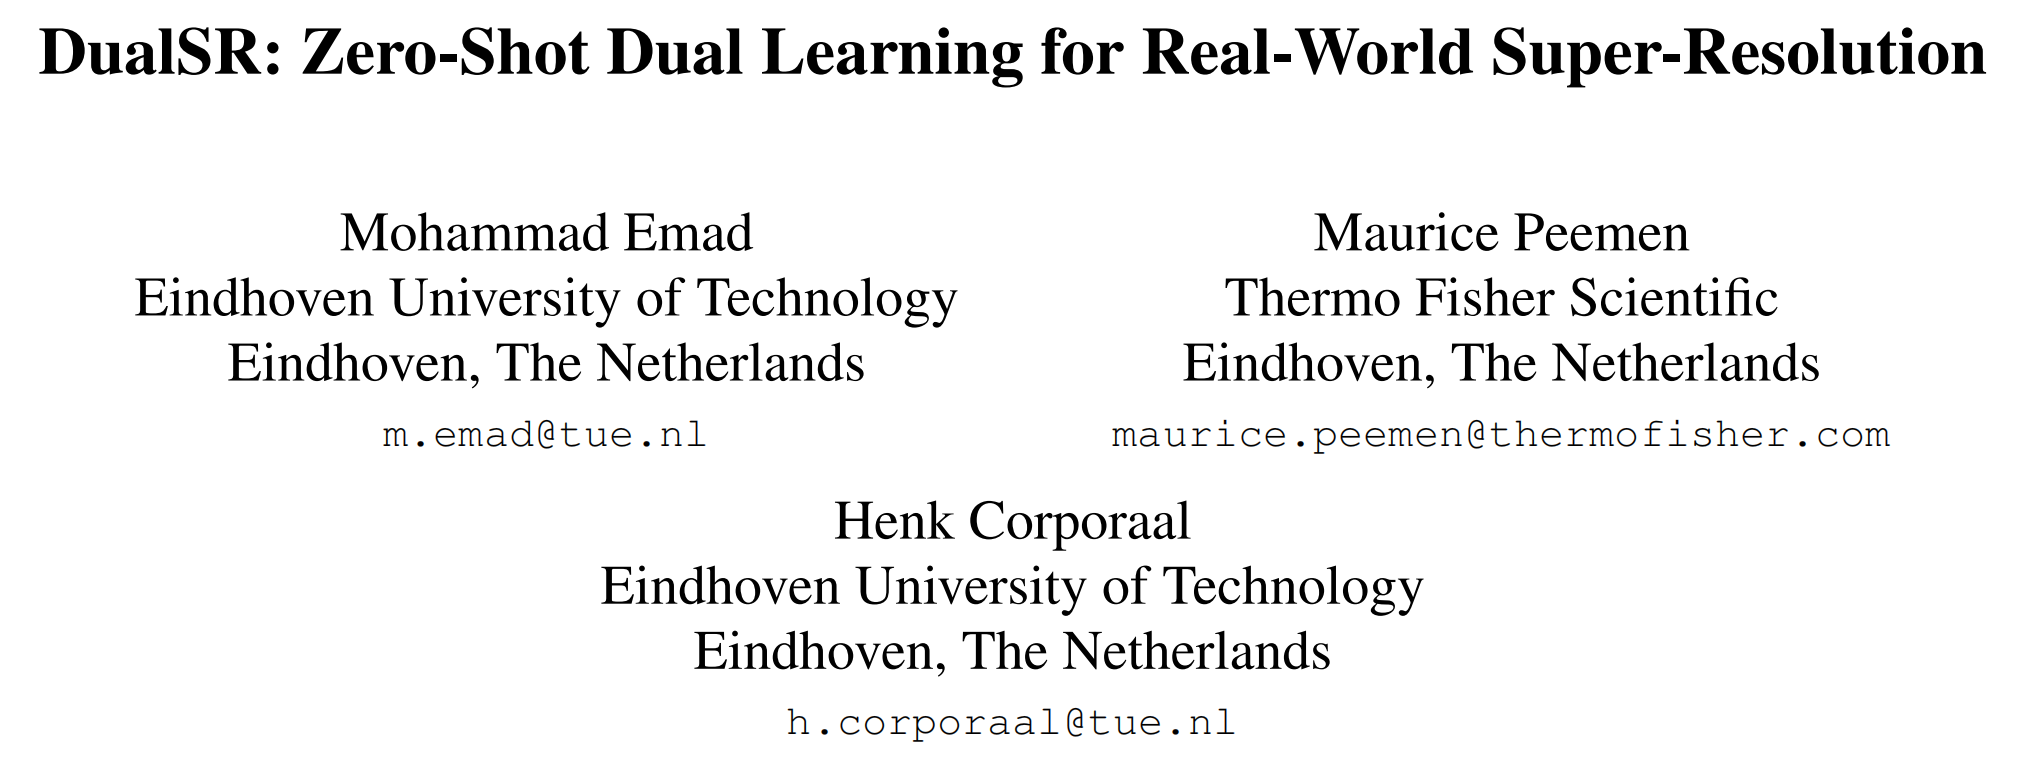 DualSR: Zero-Shot Dual Learning for Real-World Super-Resolution
Mohammad Emad
Eindhoven University of Technology
Eindhoven, The Netherlands
m.emad@tue.nl
Maurice Peemen
Thermo Fisher Scientific
Eindhoven, The Netherlands
maurice.peemen@thermofisher.com
Henk Corporaal
Eindhoven University of Technology
Eindhoven, The Netherlands
h.corporaal@tue.nl